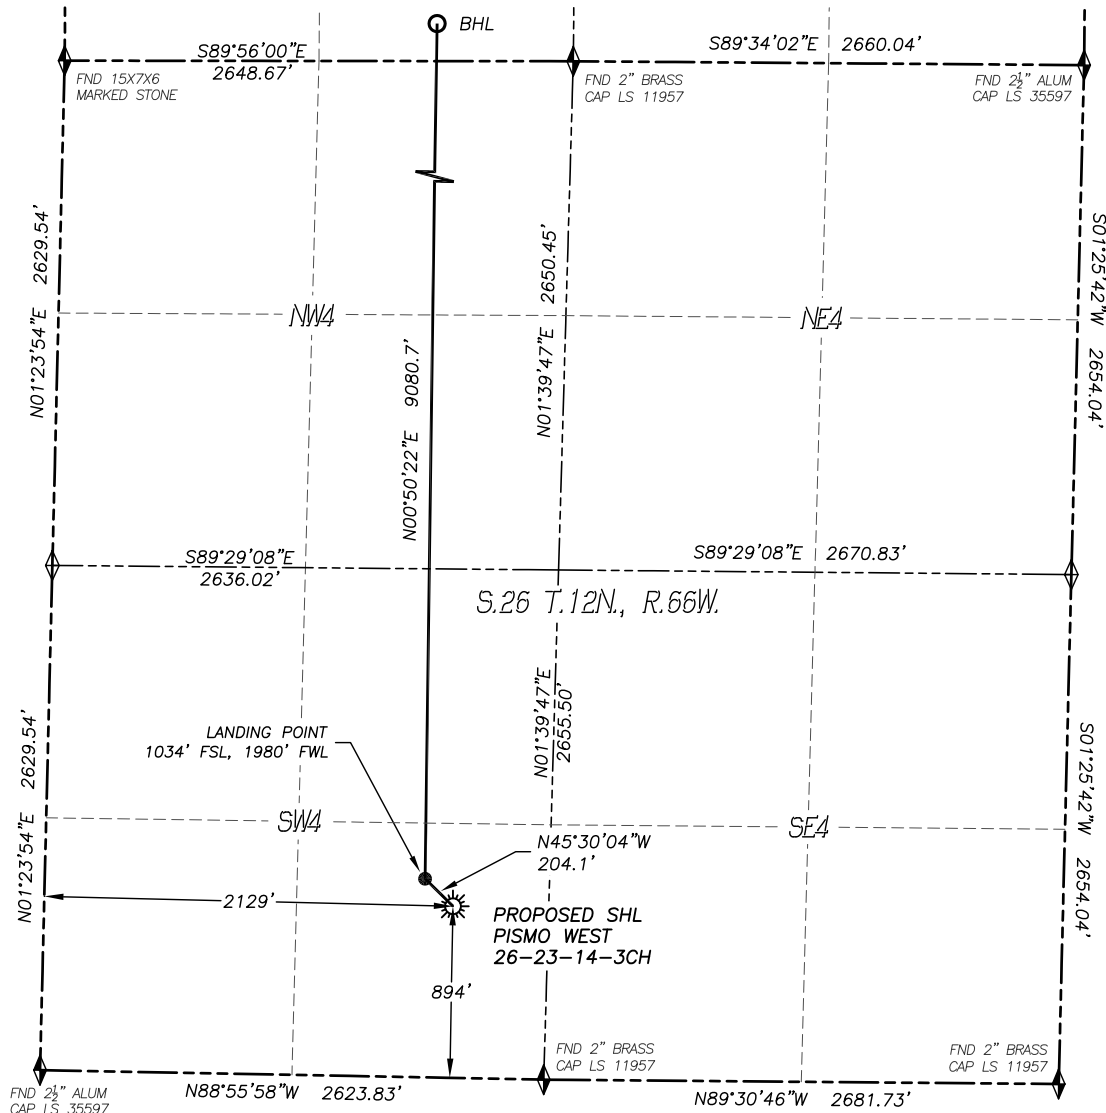 BHL
S89°56'00"E
2648.67'
S89°34'02"E 2660.04'
FND 15X7X6
MARKED STONE
FND 2" BRASS
CAP LS 11957
FND 2½" ALUM
CAP LS 35597
N01°23'54"E 2629.54'
N00°50'22"E 9080.7'
N01°39'47"E 2650.45'
S01°25'42"W 2654.04'
NW4
NE4
S89°29'08"E
2636.02'
S89°29'08"E 2670.83'
S.26 T.12N., R.66W.
N01°23'54"E 2629.54'
N01°39'47"E
2655.50'
S01°25'42"W 2654.04'
LANDING POINT
1034' FSL, 1980' FWL
SW4
SE4
N45°30'04"W
204.1'
2129'
PROPOSED SHL
PISMO WEST
26-23-14-3CH
894'
FND 2" BRASS
CAP LS 11957
FND 2" BRASS
CAP LS 11957
FND 2½" ALUM
CAP LS 35597
N88°55'58"W 2623.83'
N89°30'46"W 2681.73'